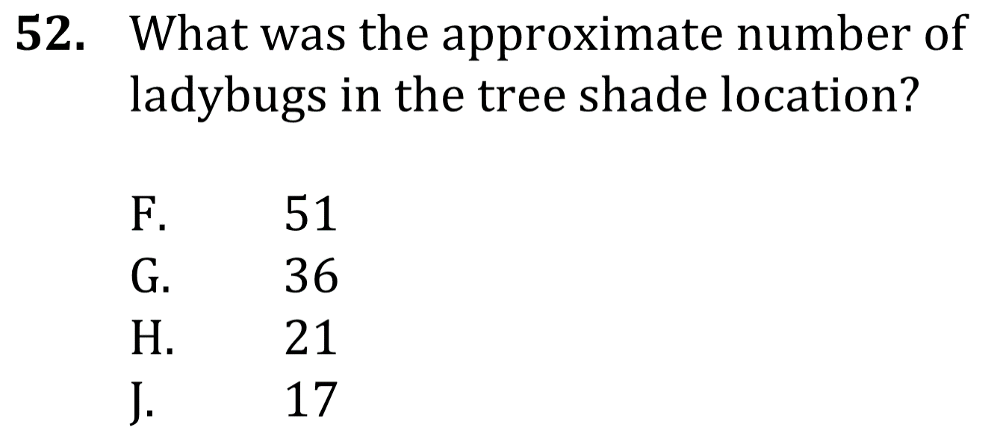 52. What was the approximate number of
ladybugs in the tree shade location?
F. 51
G. 36
H. 21
J. 17